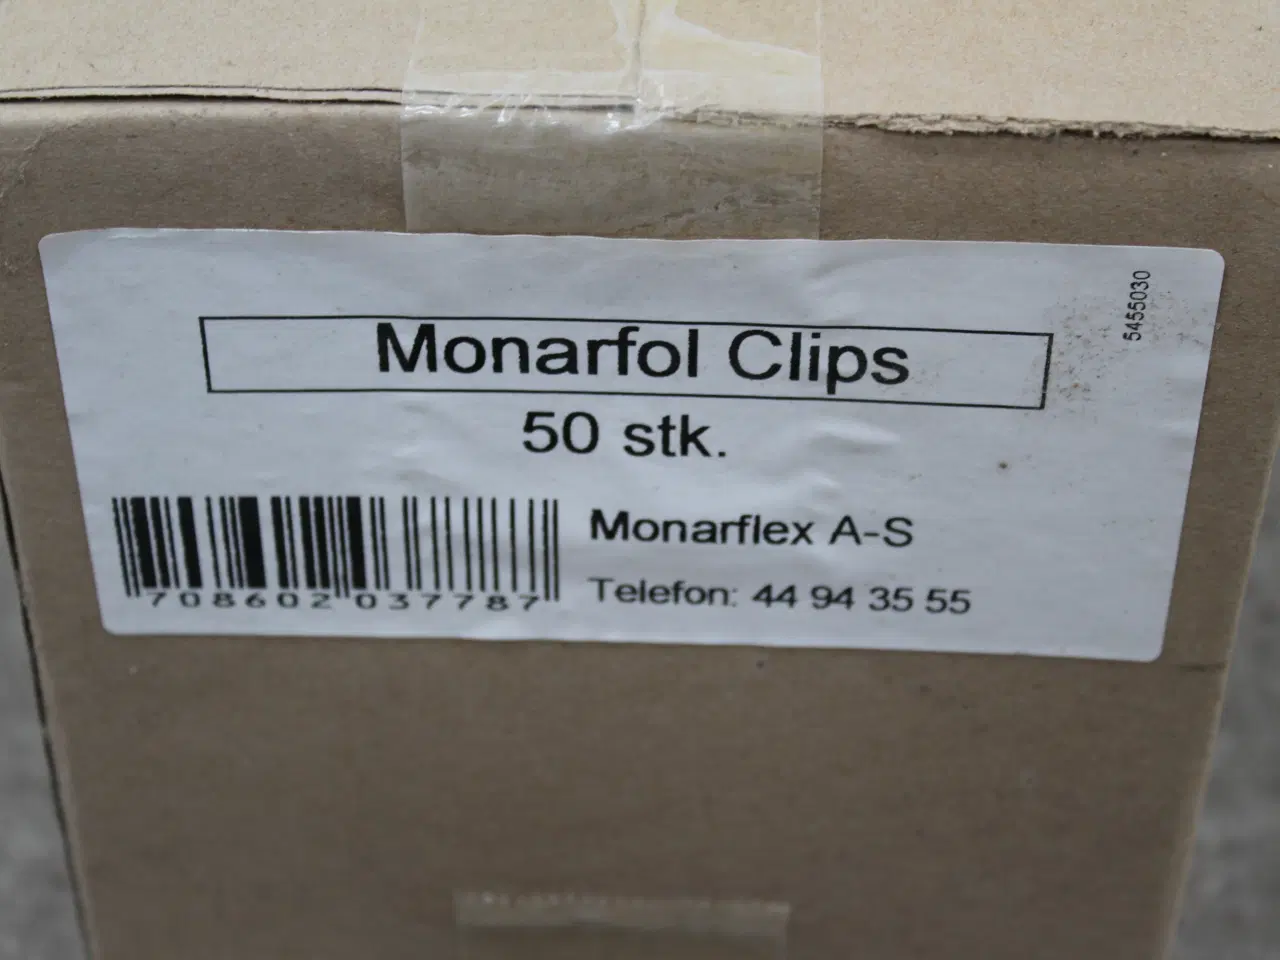 Monarfol Clips
50 stk.
5455030
Monarflex A-S
Telefon: 44 94 35 55
708602 037787